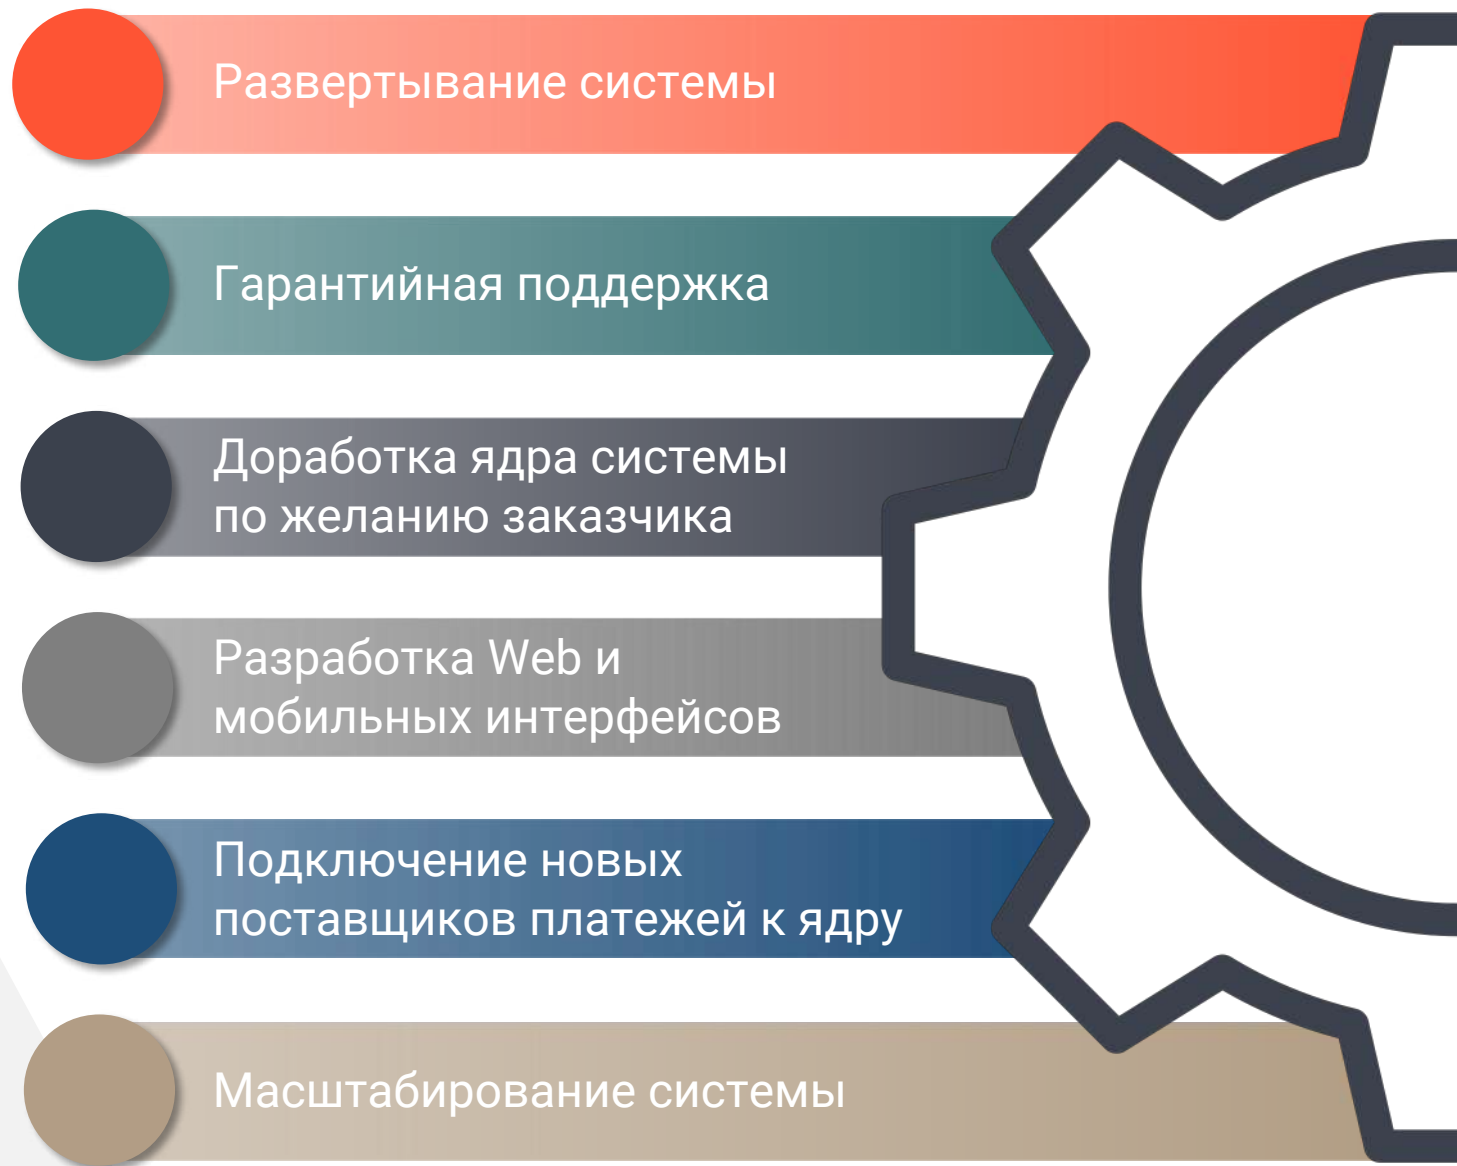 Развертывание системы
Гарантийная поддержка
Доработка ядра системы
по желанию заказчика
Разработка Web и
мобильных интерфейсов
Подключение новых
поставщиков платежей к ядру
Масштабирование системы